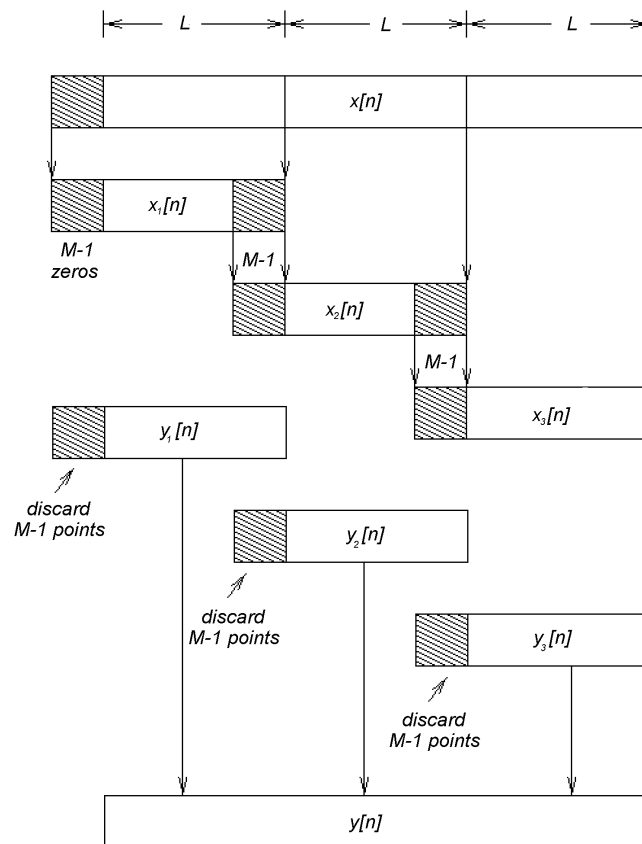 L L L
x[n]
x₁[n]
M-1
zeros
M-1
x₂[n]
M-1
x₃[n]
y₁[n]
discard
M-1 points
y₂[n]
discard
M-1 points
y₃[n]
discard
M-1 points
y[n]